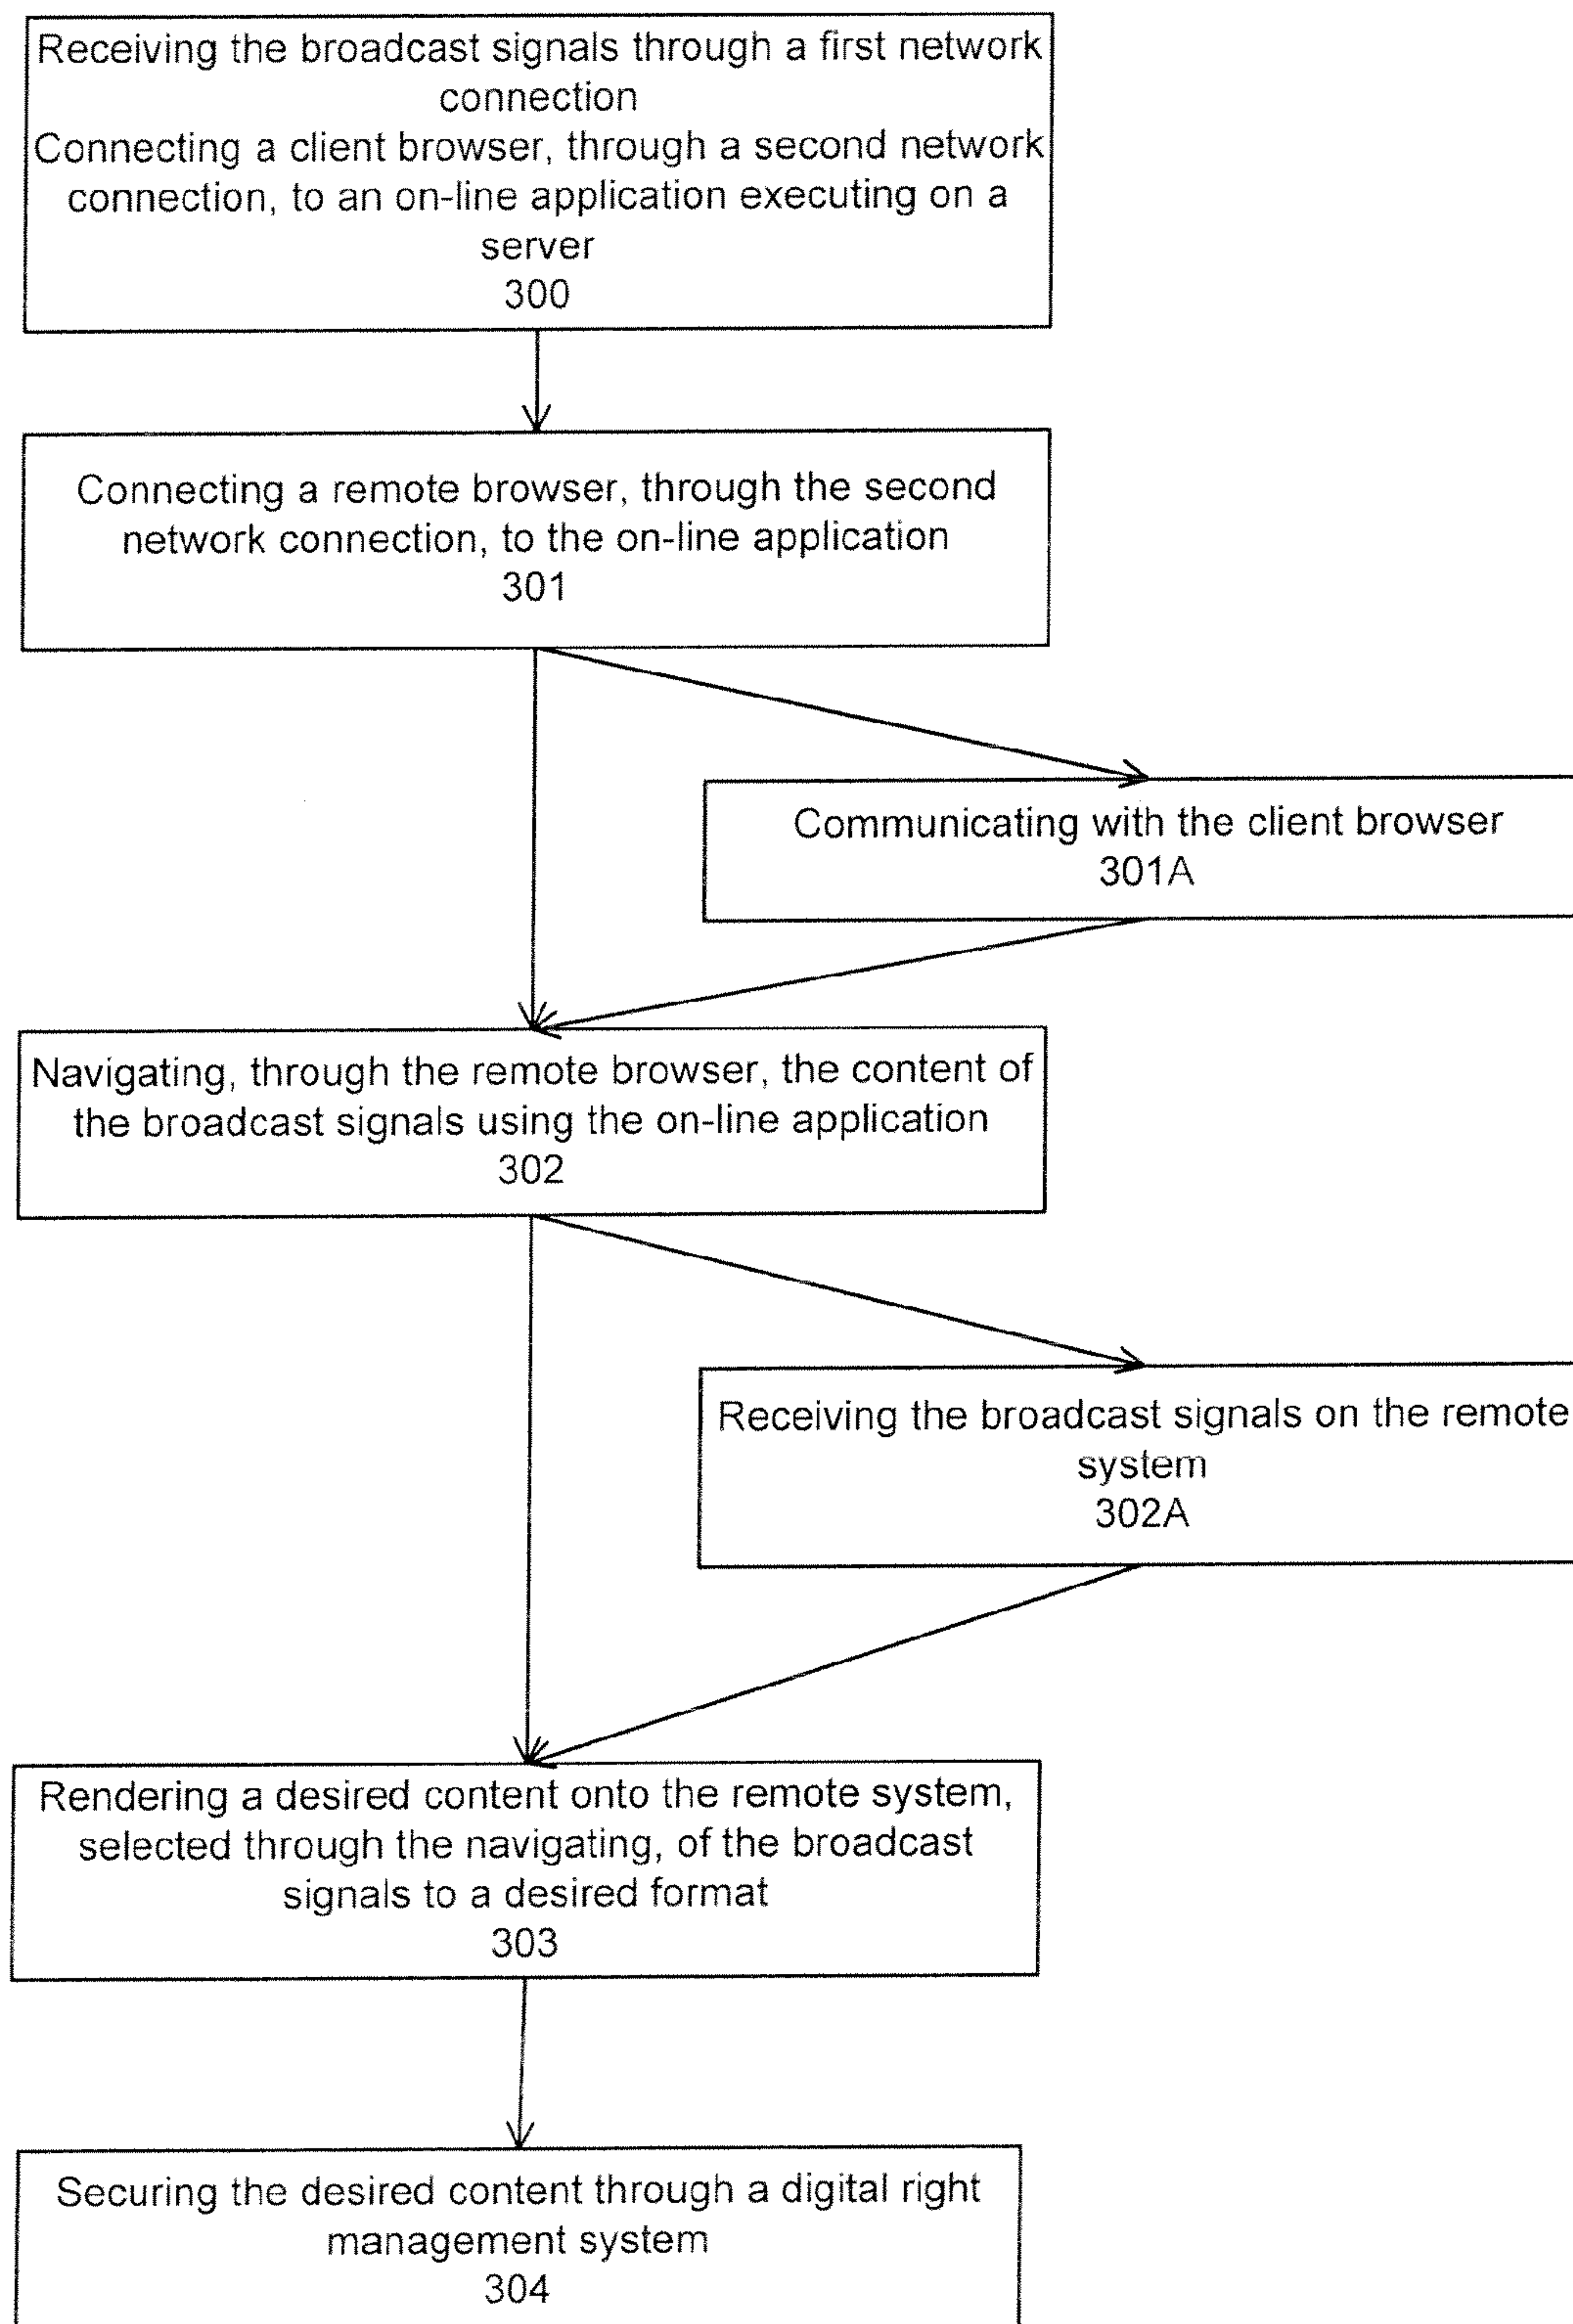 Receiving the broadcast signals through a first network
connection
Connecting a client browser, through a second network
connection, to an on-line application executing on a
server
300
Connecting a remote browser, through the second
network connection, to the on-line application
301
Communicating with the client browser
301A
Navigating, through the remote browser, the content of
the broadcast signals using the on-line application
302
Receiving the broadcast signals on the remote
system
302A
Rendering a desired content onto the remote system,
selected through the navigating, of the broadcast
signals to a desired format
303
Securing the desired content through a digital right
management system
304